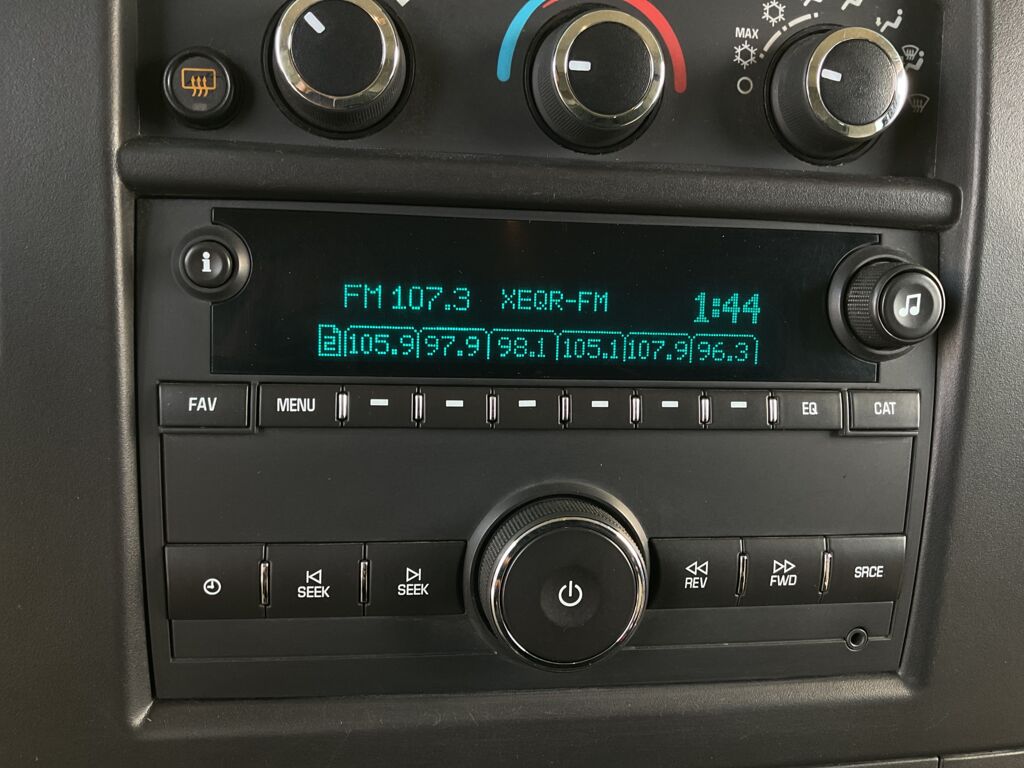 MAX
FM 107.3 XEQR-FM 1:44
2 105.9 97.9 98.1 105.1 107.9 96.3
FAV MENU EQ CAT
SEEK SEEK REV FWD SRCE